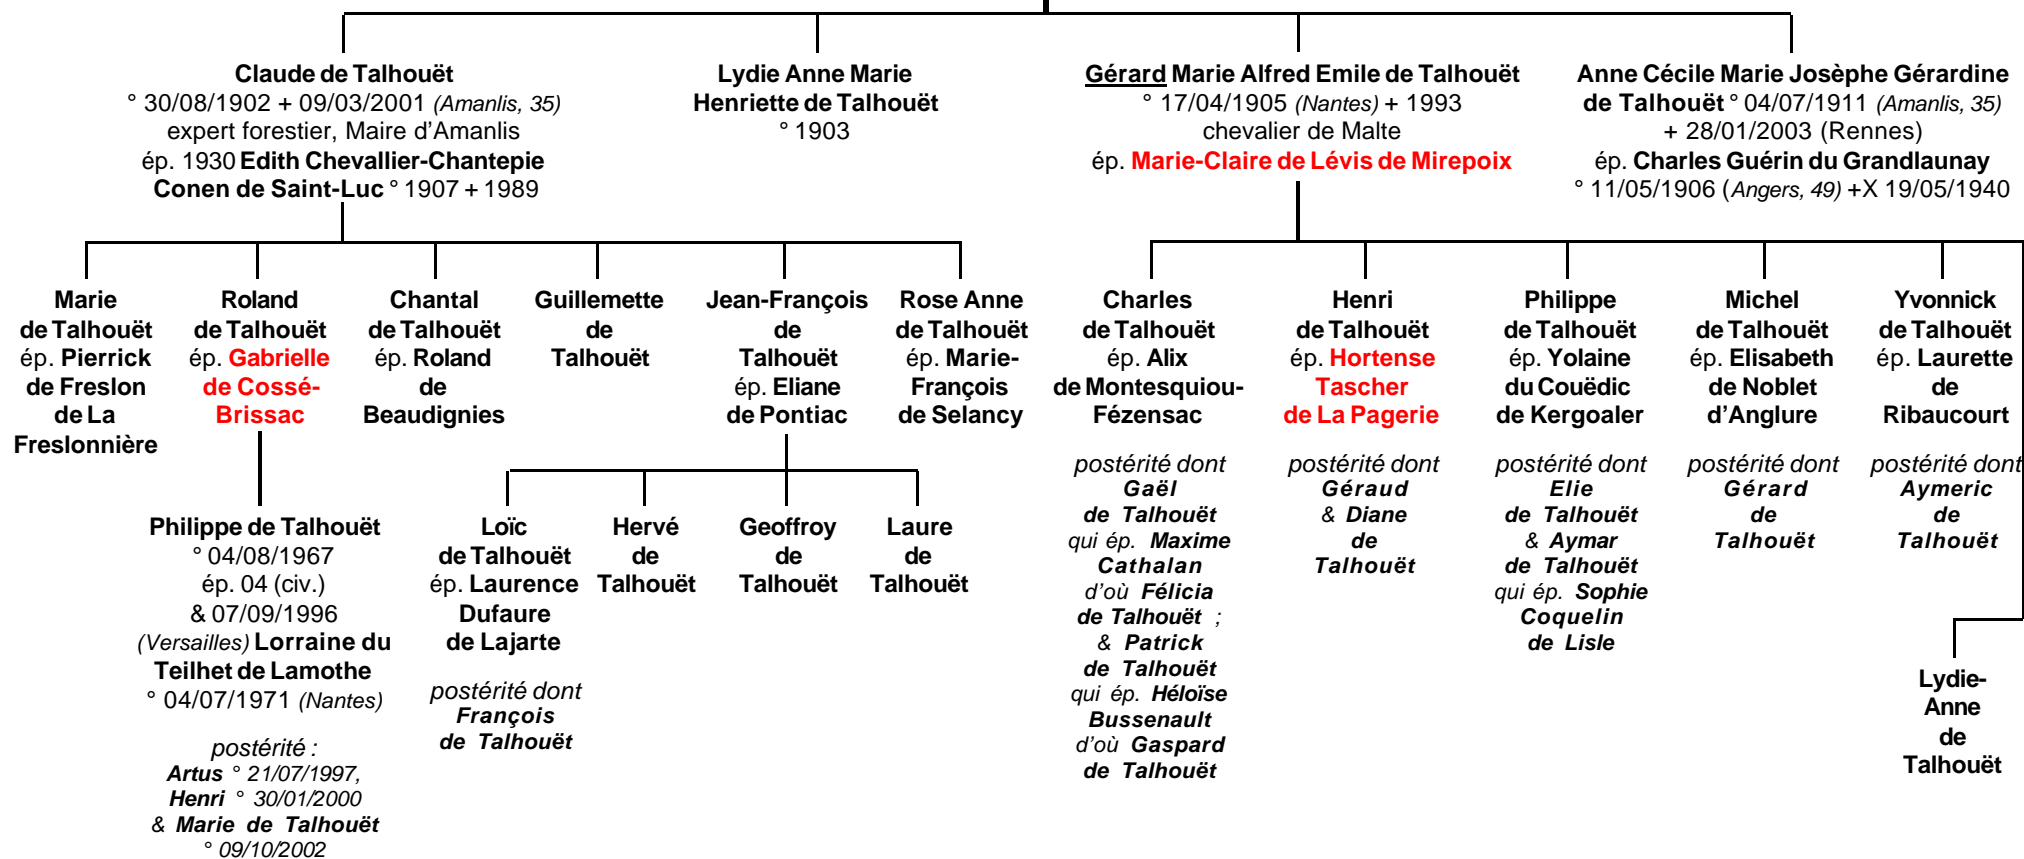 Claude de Talhouët
° 30/08/1902 + 09/03/2001 (Amanlis, 35)
expert forestier, Maire d'Amanlis
ép. 1930 Edith Chevallier-Chantepie
Conen de Saint-Luc ° 1907 + 1989
Lydie Anne Marie
Henriette de Talhouët
° 1903
Gérard Marie Alfred Emile de Talhouët
° 17/04/1905 (Nantes) + 1993
chevalier de Malte
ép. Marie-Claire de Lévis de Mirepoix
Anne Cécile Marie Josèphe Gérardine
de Talhouët ° 04/07/1911 (Amanlis, 35)
+ 28/01/2003 (Rennes)
ép. Charles Guérin du Grandlaunay
° 11/05/1906 (Angers, 49) +X 19/05/1940
Marie
de Talhouët
ép. Pierrick
de Freslon
de La
Freslonnière
Roland
de Talhouët
ép. Gabrielle
de Cossé-
Brissac
Chantal
de Talhouët
ép. Roland
de
Beaudignies
Guillemette
de
Talhouët
Jean-François
de
Talhouët
ép. Eliane
de Pontiac
Rose Anne
de Talhouët
ép. Marie-
François
de Selancy
Charles
de Talhouët
ép. Alix
de Montesquiou-
Fézensac
postérité dont
Gaël
de Talhouët
qui ép. Maxime
Cathalan
d'où Félicia
de Talhouët ;
& Patrick
de Talhouët
qui ép. Héloïse
Bussenault
d'où Gaspard
de Talhouët
Henri
de Talhouët
ép. Hortense
Tascher
de La Pagerie
postérité dont
Géraud
& Diane
de
Talhouët
Philippe
de Talhouët
ép. Yolaine
du Couëdic
de Kergoaler
postérité dont
Elie
de Talhouët
& Aymar
de Talhouët
qui ép. Sophie
Coquelin
de Lisle
Michel
de Talhouët
ép. Elisabeth
de Noblet
d'Anglure
postérité dont
Gérard
de
Talhouët
Yvonnick
de Talhouët
ép. Laurette
de
Ribaucourt
postérité dont
Aymeric
de
Talhouët
Lydie-
Anne
de
Talhouët
Philippe de Talhouët
° 04/08/1967
ép. 04 (civ.)
& 07/09/1996
(Versailles) Lorraine du
Teilhet de Lamothe
° 04/07/1971 (Nantes)
postérité :
Artus ° 21/07/1997,
Henri ° 30/01/2000
& Marie de Talhouët
° 09/10/2002
Loïc
de Talhouët
ép. Laurence
Dufaure
de Lajarte
postérité dont
François
de Talhouët
Hervé
de
Talhouët
Geoffroy
de
Talhouët
Laure
de
Talhouët